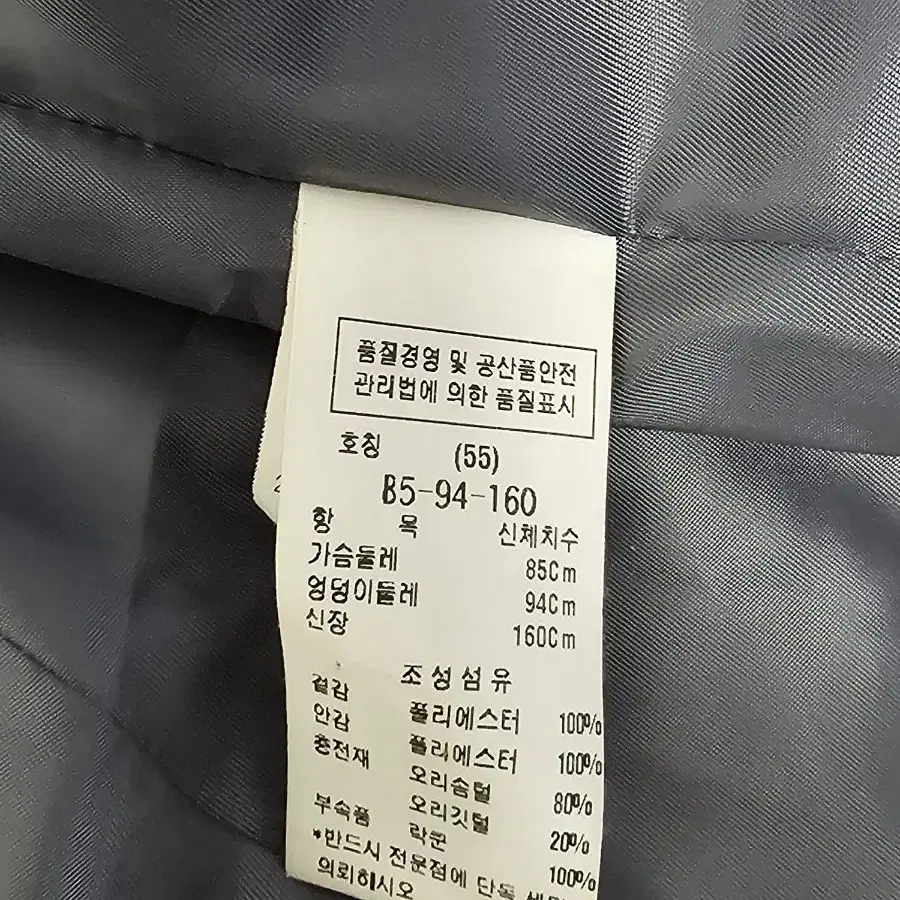 품질경영 및 공산품안전
관리법에 의한 품질표시
호칭 (55)
85-94-160
항 목 신체치수
가슴둘레 85Cm
엉덩이둘레 94Cm
신장 160Cm
조성섬유
겉감 폴리에스터 100%
안감 폴리에스터 100%
충전재 오리솜털 80%
오리깃털 20%
부속품 락쿤 100%
*반드시 전문점에 단독
의뢰하시오
2